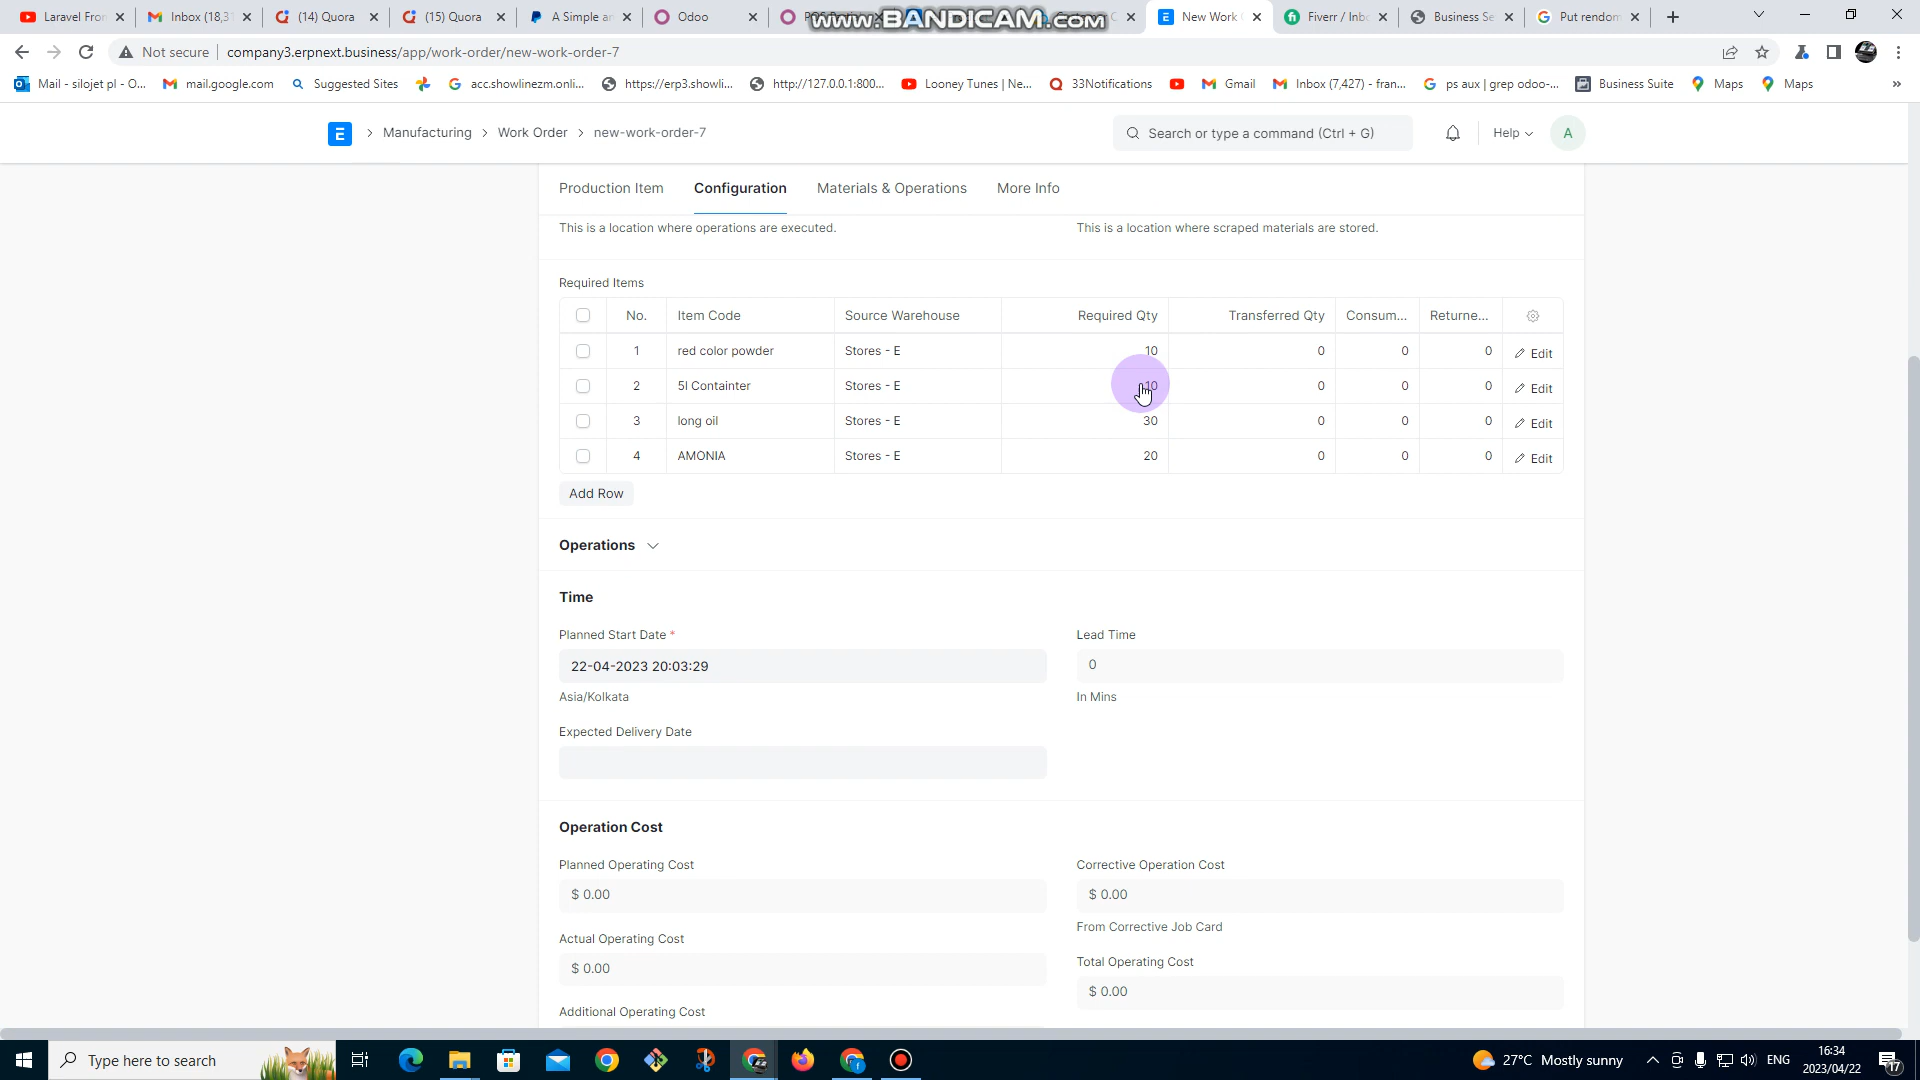 Laravel Fron
Inbox (18,31
(14) Quora
(15) Quora
A Simple an
Odoo
www.BANDICAM.com
New Work
Fiverr / Inbo
Business Se
Put rendom
Not secure
company3.erpnext.business/app/work-order/new-work-order-7
Mail - silojet pl - O...
mail.google.com
Suggested Sites
acc.showlinezm.onli...
https://erp3.showli...
http://127.0.0.1:800...
Looney Tunes | Ne...
33Notifications
Gmail
Inbox (7,427) - fran...
ps aux | grep odoo-...
Business Suite
Maps
Maps
»
E
Manufacturing
Work Order
new-work-order-7
Search or type a command (Ctrl + G)
Help
A
Production Item
Configuration
Materials & Operations
More Info
This is a location where operations are executed.
This is a location where scraped materials are stored.
Required Items
No. Item Code Source Warehouse Required Qty Transferred Qty Consum... Returne...
1 red color powder Stores - E 10 0 0 0 Edit
2 5l Containter Stores - E 10 0 0 0 Edit
3 long oil Stores - E 30 0 0 0 Edit
4 AMONIA Stores - E 20 0 0 0 Edit
Add Row
Operations
Time
Planned Start Date *
Lead Time
22-04-2023 20:03:29
0
Asia/Kolkata
In Mins
Expected Delivery Date
Operation Cost
Planned Operating Cost
Corrective Operation Cost
$ 0.00
$ 0.00
From Corrective Job Card
Actual Operating Cost
Total Operating Cost
$ 0.00
$ 0.00
Additional Operating Cost
Type here to search
27°C Mostly sunny
ENG
16:34
2023/04/22
17